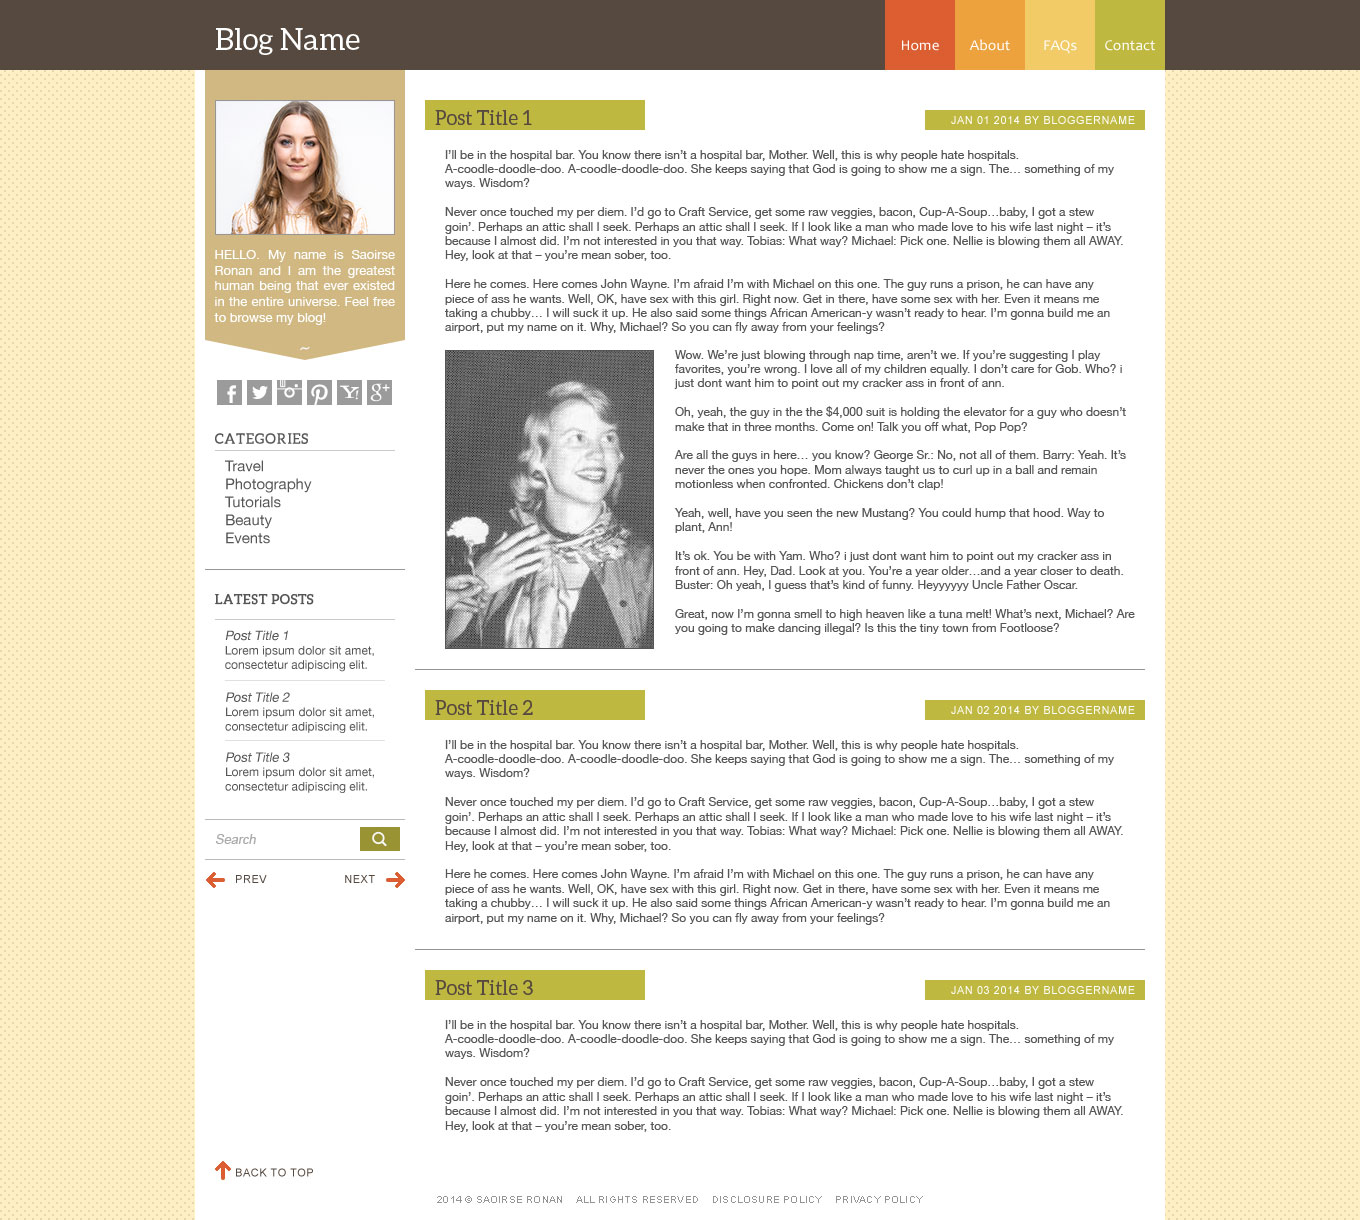 Blog Name
Home
About
FAQs
Contact
HELLO. My name is Saoirse
Ronan and I am the greatest
human being that ever existed
in the entire universe. Feel free
to browse my blog!
~
CATEGORIES
Travel
Photography
Tutorials
Beauty
Events
LATEST POSTS
Post Title 1
Lorem ipsum dolor sit amet,
consectetur adipiscing elit.
Post Title 2
Lorem ipsum dolor sit amet,
consectetur adipiscing elit.
Post Title 3
Lorem ipsum dolor sit amet,
consectetur adipiscing elit.
Search
PREV
NEXT
BACK TO TOP
Post Title 1
JAN 01 2014 BY BLOGGERNAME
I’ll be in the hospital bar. You know there isn’t a hospital bar, Mother. Well, this is why people hate hospitals.
A-coodle-doodle-doo. A-coodle-doodle-doo. She keeps saying that God is going to show me a sign. The… something of my
ways. Wisdom?
Never once touched my per diem. I’d go to Craft Service, get some raw veggies, bacon, Cup-A-Soup…baby, I got a stew
goin’. Perhaps an attic shall I seek. Perhaps an attic shall I seek. If I look like a man who made love to his wife last night – it’s
because I almost did. I’m not interested in you that way. Tobias: What way? Michael: Pick one. Nellie is blowing them all AWAY.
Hey, look at that – you’re mean sober, too.
Here he comes. Here comes John Wayne. I’m afraid I’m with Michael on this one. The guy runs a prison, he can have any
piece of ass he wants. Well, OK, have sex with this girl. Right now. Get in there, have some sex with her. Even it means me
taking a chubby… I will suck it up. He also said some things African American-y wasn’t ready to hear. I’m gonna build me an
airport, put my name on it. Why, Michael? So you can fly away from your feelings?
Wow. We’re just blowing through nap time, aren’t we. If you’re suggesting I play
favorites, you’re wrong. I love all of my children equally. I don’t care for Gob. Who? i
just dont want him to point out my cracker ass in front of ann.
Oh, yeah, the guy in the the $4,000 suit is holding the elevator for a guy who doesn’t
make that in three months. Come on! Talk you off what, Pop Pop?
Are all the guys in here… you know? George Sr.: No, not all of them. Barry: Yeah. It’s
never the ones you hope. Mom always taught us to curl up in a ball and remain
motionless when confronted. Chickens don’t clap!
Yeah, well, have you seen the new Mustang? You could hump that hood. Way to
plant, Ann!
It’s ok. You be with Yam. Who? i just dont want him to point out my cracker ass in
front of ann. Hey, Dad. Look at you. You’re a year older…and a year closer to death.
Buster: Oh yeah, I guess that’s kind of funny. Heyyyyyy Uncle Father Oscar.
Great, now I’m gonna smell to high heaven like a tuna melt! What’s next, Michael? Are
you going to make dancing illegal? Is this the tiny town from Footloose?
Post Title 2
JAN 02 2014 BY BLOGGERNAME
I’ll be in the hospital bar. You know there isn’t a hospital bar, Mother. Well, this is why people hate hospitals.
A-coodle-doodle-doo. A-coodle-doodle-doo. She keeps saying that God is going to show me a sign. The… something of my
ways. Wisdom?
Never once touched my per diem. I’d go to Craft Service, get some raw veggies, bacon, Cup-A-Soup…baby, I got a stew
goin’. Perhaps an attic shall I seek. Perhaps an attic shall I seek. If I look like a man who made love to his wife last night – it’s
because I almost did. I’m not interested in you that way. Tobias: What way? Michael: Pick one. Nellie is blowing them all AWAY.
Hey, look at that – you’re mean sober, too.
Here he comes. Here comes John Wayne. I’m afraid I’m with Michael on this one. The guy runs a prison, he can have any
piece of ass he wants. Well, OK, have sex with this girl. Right now. Get in there, have some sex with her. Even it means me
taking a chubby… I will suck it up. He also said some things African American-y wasn’t ready to hear. I’m gonna build me an
airport, put my name on it. Why, Michael? So you can fly away from your feelings?
Post Title 3
JAN 03 2014 BY BLOGGERNAME
I’ll be in the hospital bar. You know there isn’t a hospital bar, Mother. Well, this is why people hate hospitals.
A-coodle-doodle-doo. A-coodle-doodle-doo. She keeps saying that God is going to show me a sign. The… something of my
ways. Wisdom?
Never once touched my per diem. I’d go to Craft Service, get some raw veggies, bacon, Cup-A-Soup…baby, I got a stew
goin’. Perhaps an attic shall I seek. Perhaps an attic shall I seek. If I look like a man who made love to his wife last night – it’s
because I almost did. I’m not interested in you that way. Tobias: What way? Michael: Pick one. Nellie is blowing them all AWAY.
Hey, look at that – you’re mean sober, too.
2014 © SAOIRSE RONAN ALL RIGHTS RESERVED DISCLOSURE POLICY PRIVACY POLICY